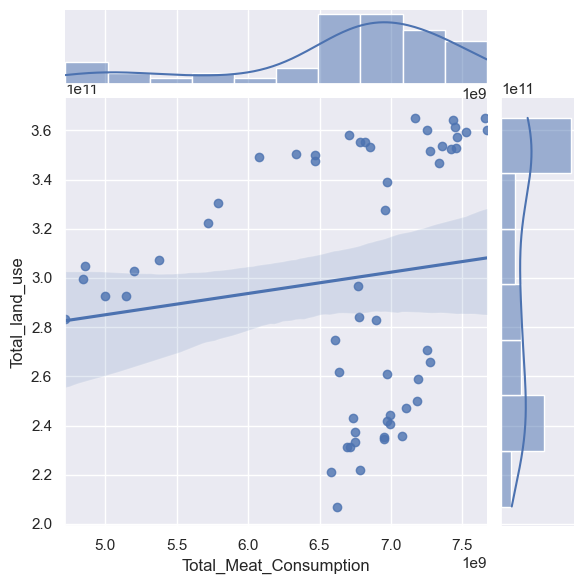 1e11
1e9
1e11
3.6
3.4
3.2
3.0
2.8
2.6
2.4
2.2
2.0
Total_land_use
5.0 5.5 6.0 6.5 7.0 7.5
Total_Meat_Consumption
1e9